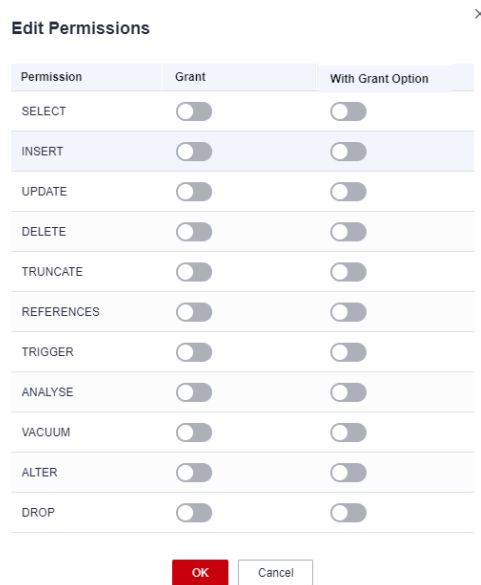 Edit Permissions
Permission Grant With Grant Option
SELECT
INSERT
UPDATE
DELETE
TRUNCATE
REFERENCES
TRIGGER
ANALYSE
VACUUM
ALTER
DROP
OK Cancel